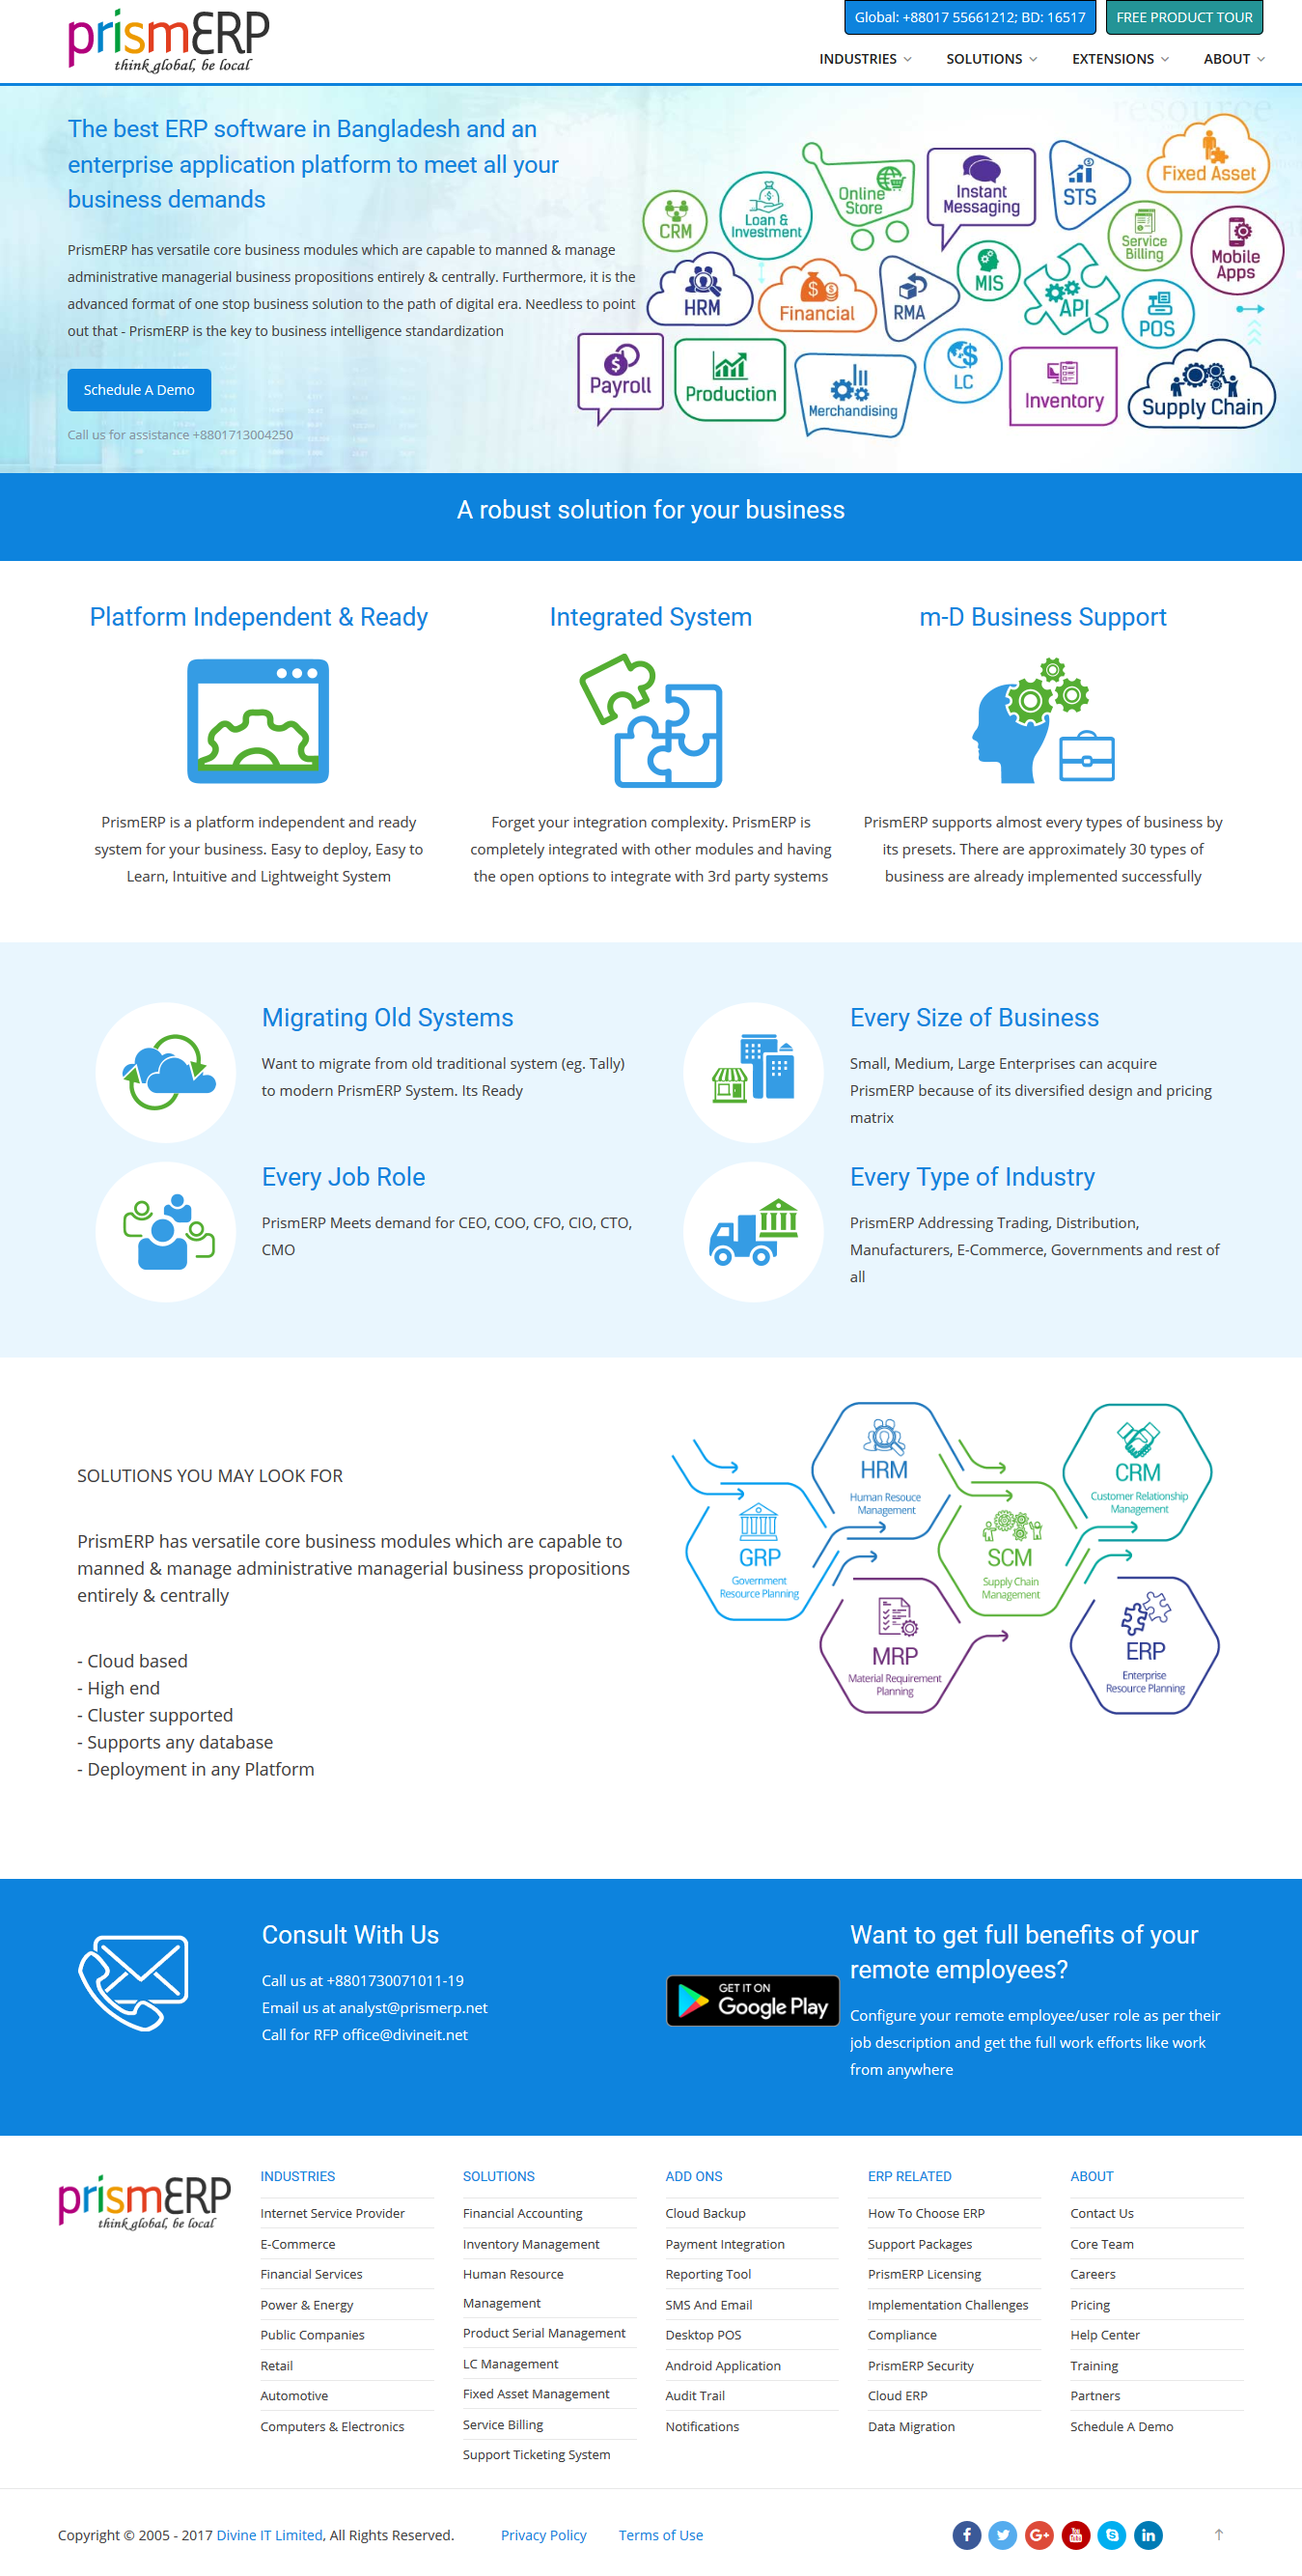 prismERP
think global, be local
Global: +88017 55661212; BD: 16517
FREE PRODUCT TOUR
INDUSTRIES
SOLUTIONS
EXTENSIONS
ABOUT
The best ERP software in Bangladesh and an
enterprise application platform to meet all your
business demands
PrismERP has versatile core business modules which are capable to manned & manage
administrative managerial business propositions entirely & centrally. Furthermore, it is the
advanced format of one stop business solution to the path of digital era. Needless to point
out that - PrismERP is the key to business intelligence standardization
Schedule A Demo
Call us for assistance +8801713004250
resource
CRM
Loan &
Investment
Online
Store
Instant
Messaging
STS
Fixed Asset
Service
Billing
Mobile
Apps
HRM
Financial
RMA
MIS
API
POS
Payroll
Production
Merchandising
LC
Inventory
Supply Chain
A robust solution for your business
Platform Independent & Ready
PrismERP is a platform independent and ready
system for your business. Easy to deploy, Easy to
Learn, Intuitive and Lightweight System
Integrated System
Forget your integration complexity. PrismERP is
completely integrated with other modules and having
the open options to integrate with 3rd party systems
m-D Business Support
PrismERP supports almost every types of business by
its presets. There are approximately 30 types of
business are already implemented successfully
Migrating Old Systems
Want to migrate from old traditional system (eg. Tally)
to modern PrismERP System. Its Ready
Every Size of Business
Small, Medium, Large Enterprises can acquire
PrismERP because of its diversified design and pricing
matrix
Every Job Role
PrismERP Meets demand for CEO, COO, CFO, CIO, CTO,
CMO
Every Type of Industry
PrismERP Addressing Trading, Distribution,
Manufacturers, E-Commerce, Governments and rest of
all
SOLUTIONS YOU MAY LOOK FOR
PrismERP has versatile core business modules which are capable to
manned & manage administrative managerial business propositions
entirely & centrally
- Cloud based
- High end
- Cluster supported
- Supports any database
- Deployment in any Platform
HRM
Human Resouce
Management
CRM
Customer Relationship
Management
GRP
Government
Resource Planning
SCM
Supply Chain
Management
MRP
Material Requirement
Planning
ERP
Enterprise
Resource Planning
Consult With Us
Call us at +8801730071011-19
Email us at analyst@prismerp.net
Call for RFP office@divineit.net
GET IT ON
Google Play
Want to get full benefits of your
remote employees?
Configure your remote employee/user role as per their
job description and get the full work efforts like work
from anywhere
prismERP
think global, be local
INDUSTRIES
Internet Service Provider
E-Commerce
Financial Services
Power & Energy
Public Companies
Retail
Automotive
Computers & Electronics
SOLUTIONS
Financial Accounting
Inventory Management
Human Resource
Management
Product Serial Management
LC Management
Fixed Asset Management
Service Billing
Support Ticketing System
ADD ONS
Cloud Backup
Payment Integration
Reporting Tool
SMS And Email
Desktop POS
Android Application
Audit Trail
Notifications
ERP RELATED
How To Choose ERP
Support Packages
PrismERP Licensing
Implementation Challenges
Compliance
PrismERP Security
Cloud ERP
Data Migration
ABOUT
Contact Us
Core Team
Careers
Pricing
Help Center
Training
Partners
Schedule A Demo
Copyright © 2005 - 2017 Divine IT Limited, All Rights Reserved.
Privacy Policy
Terms of Use